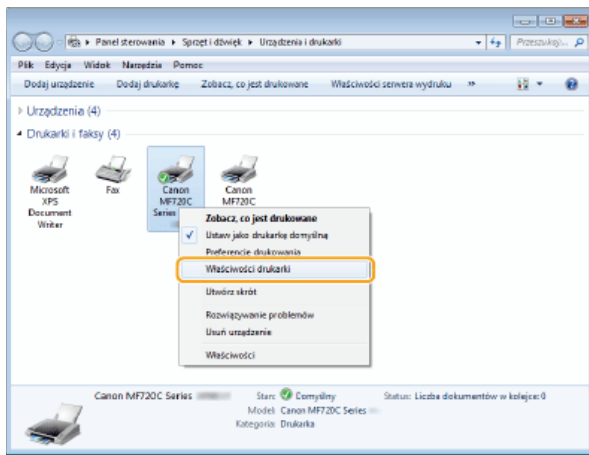 Panel sterowania ▸ Sprzęt i dźwięk ▸ Urządzenia i drukarki
Przeszukaj...
Plik Edycja Widok Narzędzia Pomoc
Dodaj urządzenie Dodaj drukarkę Zobacz, co jest drukowane Właściwości serwera wydruku »
Urządzenia (4)
Drukarki i faksy (4)
Microsoft XPS Document Writer
Fax
Canon MF720C Series
Canon MF720C
Zobacz, co jest drukowane
Ustaw jako drukarkę domyślną
Preferencje drukowania
Właściwości drukarki
Utwórz skrót
Rozwiązywanie problemów
Usuń urządzenie
Właściwości
Canon MF720C Series Stan: Domyślny Status: Liczba dokumentów w kolejce: 0
Model: Canon MF720C Series
Kategoria: Drukarka